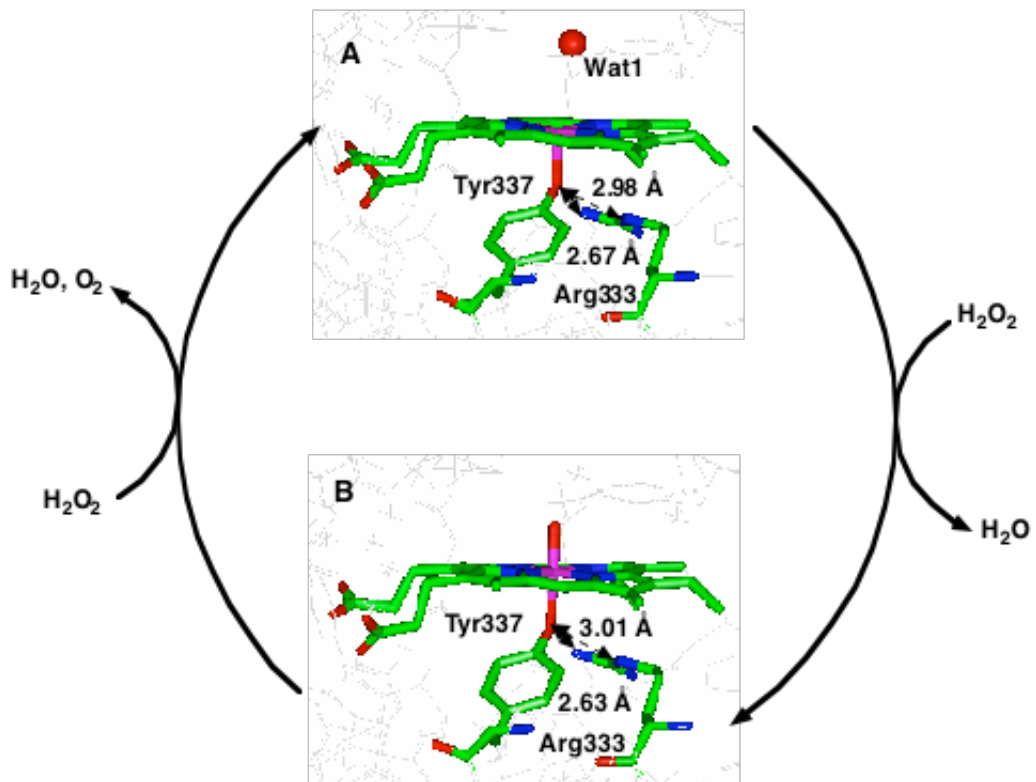 A
Wat1
Tyr337
2.98 Å
2.67 Å
Arg333
H₂O, O₂
H₂O₂
H₂O₂
H₂O
B
Tyr337
3.01 Å
2.63 Å
Arg333